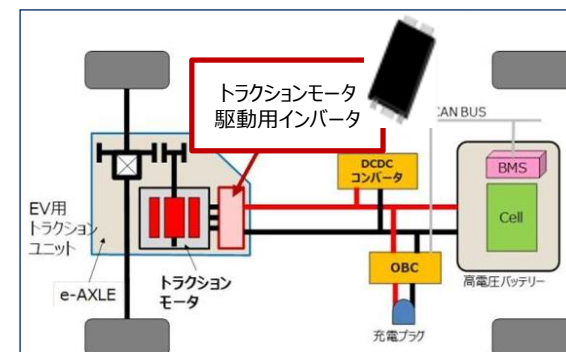 トラクションモータ
駆動用インバータ
CAN BUS
DCDC
コンバータ
BMS
Cell
EV用
トラクション
ユニット
OBC
高電圧バッテリー
e-AXLE
トラクション
モータ
充電プラグ